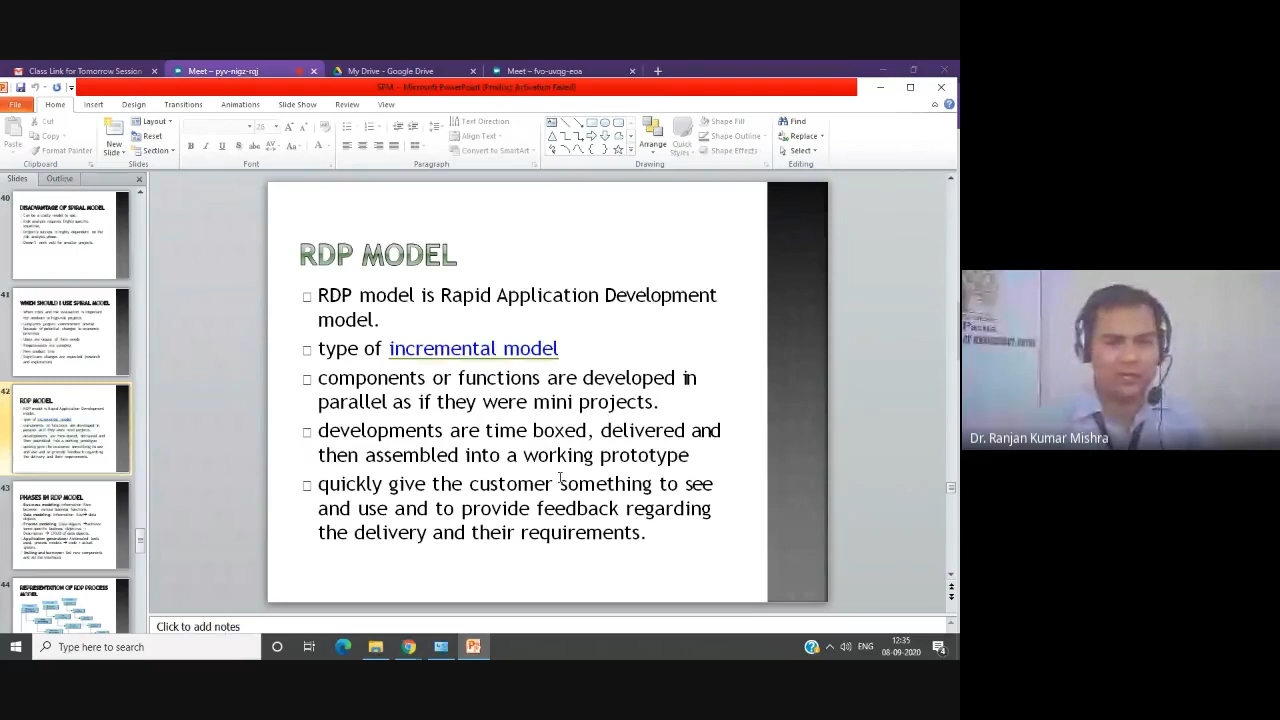 Class Link for Tomorrow Session
Meet – pyv-nigz-rqj
My Drive - Google Drive
Meet – fvo-uvqg-eoa
SPM - Microsoft PowerPoint (Product Activation Failed)
File Home Insert Design Transitions Animations Slide Show Review View
Cut
Copy
Format Painter
Paste
Clipboard
New
Slide
Layout
Reset
Section
Slides
Font
Text Direction
Align Text
Convert to SmartArt
Paragraph
Arrange
Quick
Styles
Shape Fill
Shape Outline
Shape Effects
Drawing
Find
Replace
Select
Editing
Slides Outline
40
DISADVANTAGE OF SPIRAL MODEL
41
WHEN SHOULD I USE SPIRAL MODEL
42
RDP MODEL
43
PHASES IN RDP MODEL
44
REPRESENTATION OF RDP PROCESS
MODEL
RDP MODEL
RDP model is Rapid Application Development
model.
type of incremental model
components or functions are developed in
parallel as if they were mini projects.
developments are time boxed, delivered and
then assembled into a working prototype
quickly give the customer something to see
and use and to provide feedback regarding
the delivery and their requirements.
Click to add notes
Type here to search
ENG
12:35
08-09-2020
Dr. Ranjan Kumar Mishra